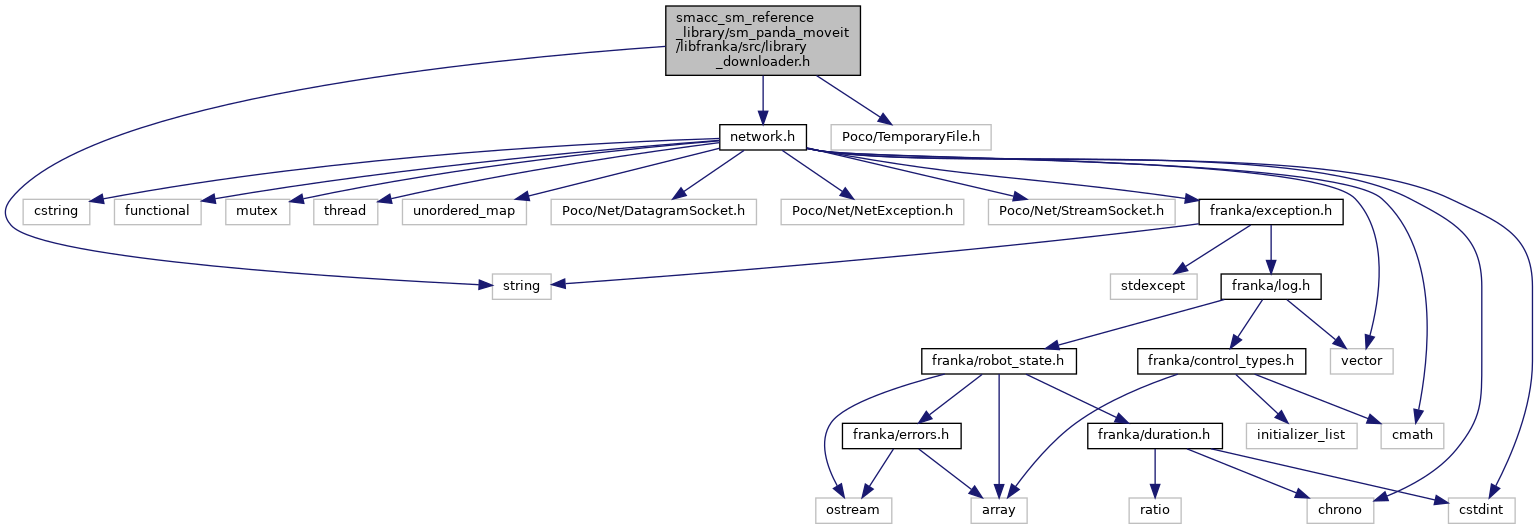 smacc_sm_reference
_library/sm_panda_moveit
/libfranka/src/library
_downloader.h
network.h
Poco/TemporaryFile.h
cstring
functional
mutex
thread
unordered_map
Poco/Net/DatagramSocket.h
Poco/Net/NetException.h
Poco/Net/StreamSocket.h
franka/exception.h
string
stdexcept
franka/log.h
franka/robot_state.h
franka/control_types.h
vector
franka/errors.h
franka/duration.h
initializer_list
cmath
ostream
array
ratio
chrono
cstdint